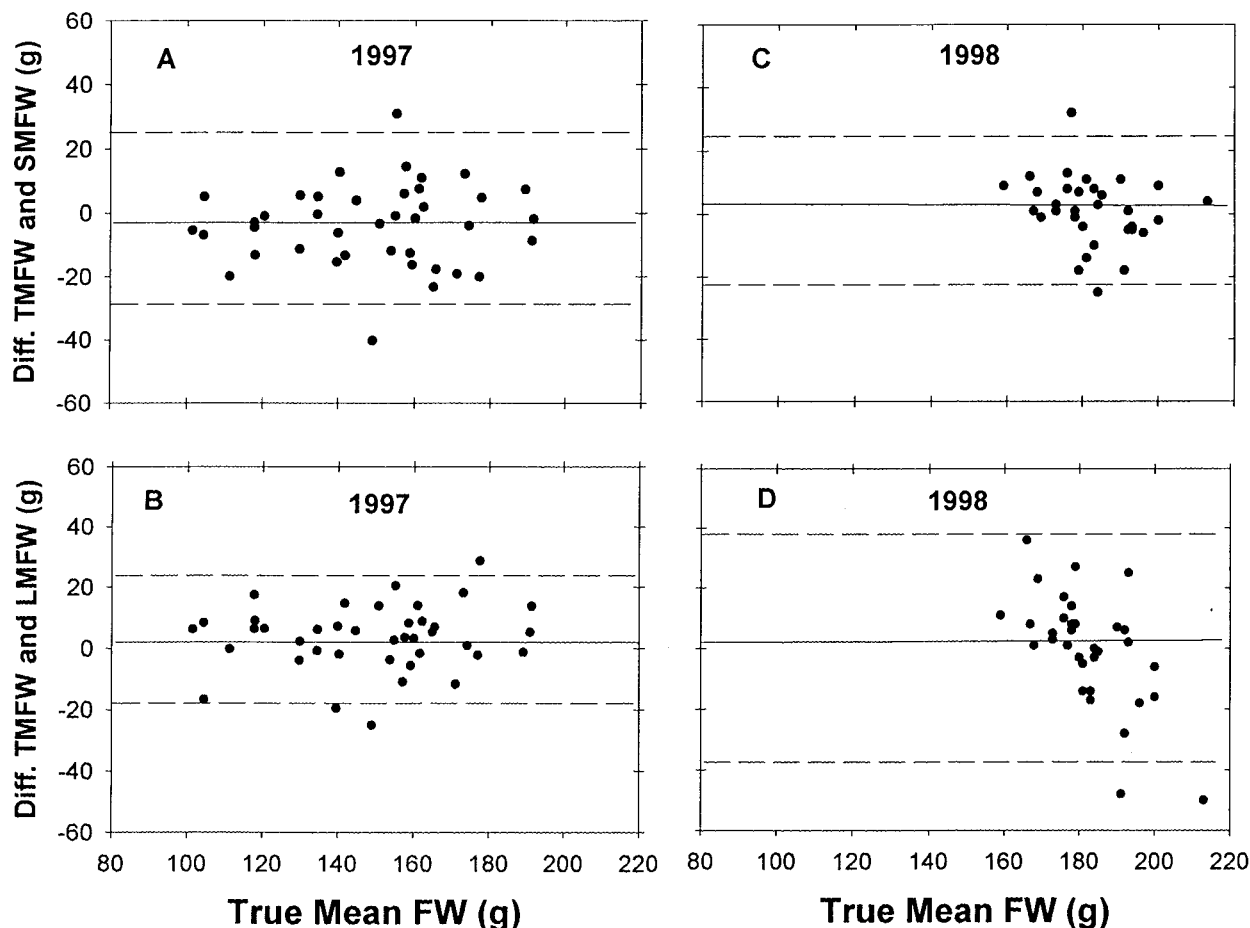 Diff. TMFW and SMFW (g)
60
40
20
0
-20
-40
-60
A
1997
C
1998
Diff. TMFW and LMFW (g)
60
40
20
0
-20
-40
-60
B
1997
D
1998
80 100 120 140 160 180 200 220
80 100 120 140 160 180 200 220
True Mean FW (g)
True Mean FW (g)